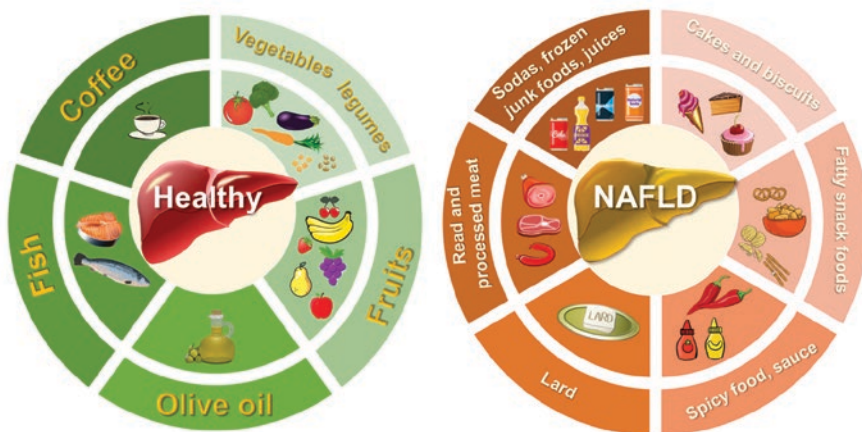 Coffee
Vegetables legumes
Healthy
Fish
Fruits
Olive oil
Sodas, frozen
junk foods, juices
Cakes and biscuits
NAFLD
Read and
processed meat
Fatty snack foods
LARD
Lard
Spicy food, sauce